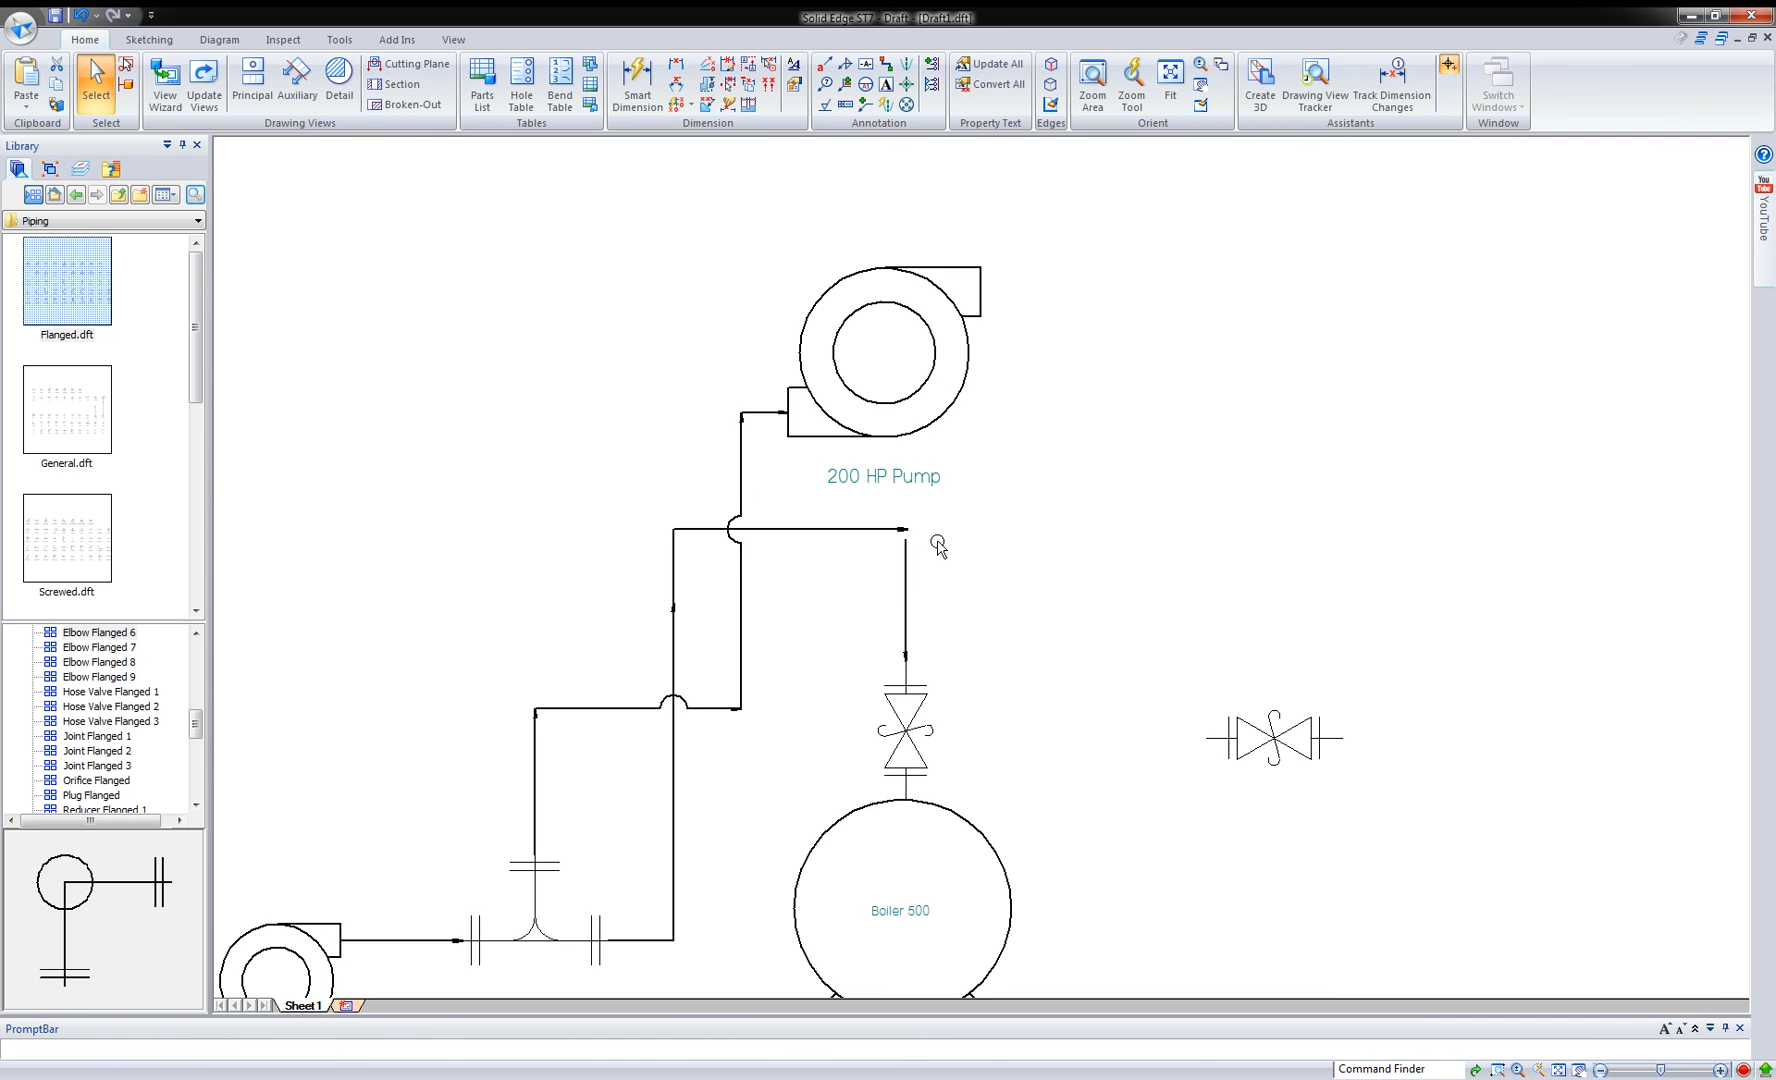 Solid Edge ST7 - Draft - [Draft1.dft]
Home
Sketching
Diagram
Inspect
Tools
Add Ins
View
Paste
Clipboard
Select
Select
View Wizard
Update Views
Principal
Auxiliary
Detail
Cutting Plane
Section
Broken-Out
Drawing Views
Parts List
Hole Table
Bend Table
Tables
Smart Dimension
Dimension
Annotation
Update All
Convert All
Property Text
Edges
Zoom Area
Zoom Tool
Fit
Orient
Create 3D
Drawing View Tracker
Track Dimension Changes
Assistants
Switch Windows
Window
Library
Piping
Flanged.dft
General.dft
Screwed.dft
Elbow Flanged 6
Elbow Flanged 7
Elbow Flanged 8
Elbow Flanged 9
Hose Valve Flanged 1
Hose Valve Flanged 2
Hose Valve Flanged 3
Joint Flanged 1
Joint Flanged 2
Joint Flanged 3
Orifice Flanged
Plug Flanged
Reducer Flanged 1
200 HP Pump
Boiler 500
You Tube
YouTube
Sheet1
PromptBar
Command Finder